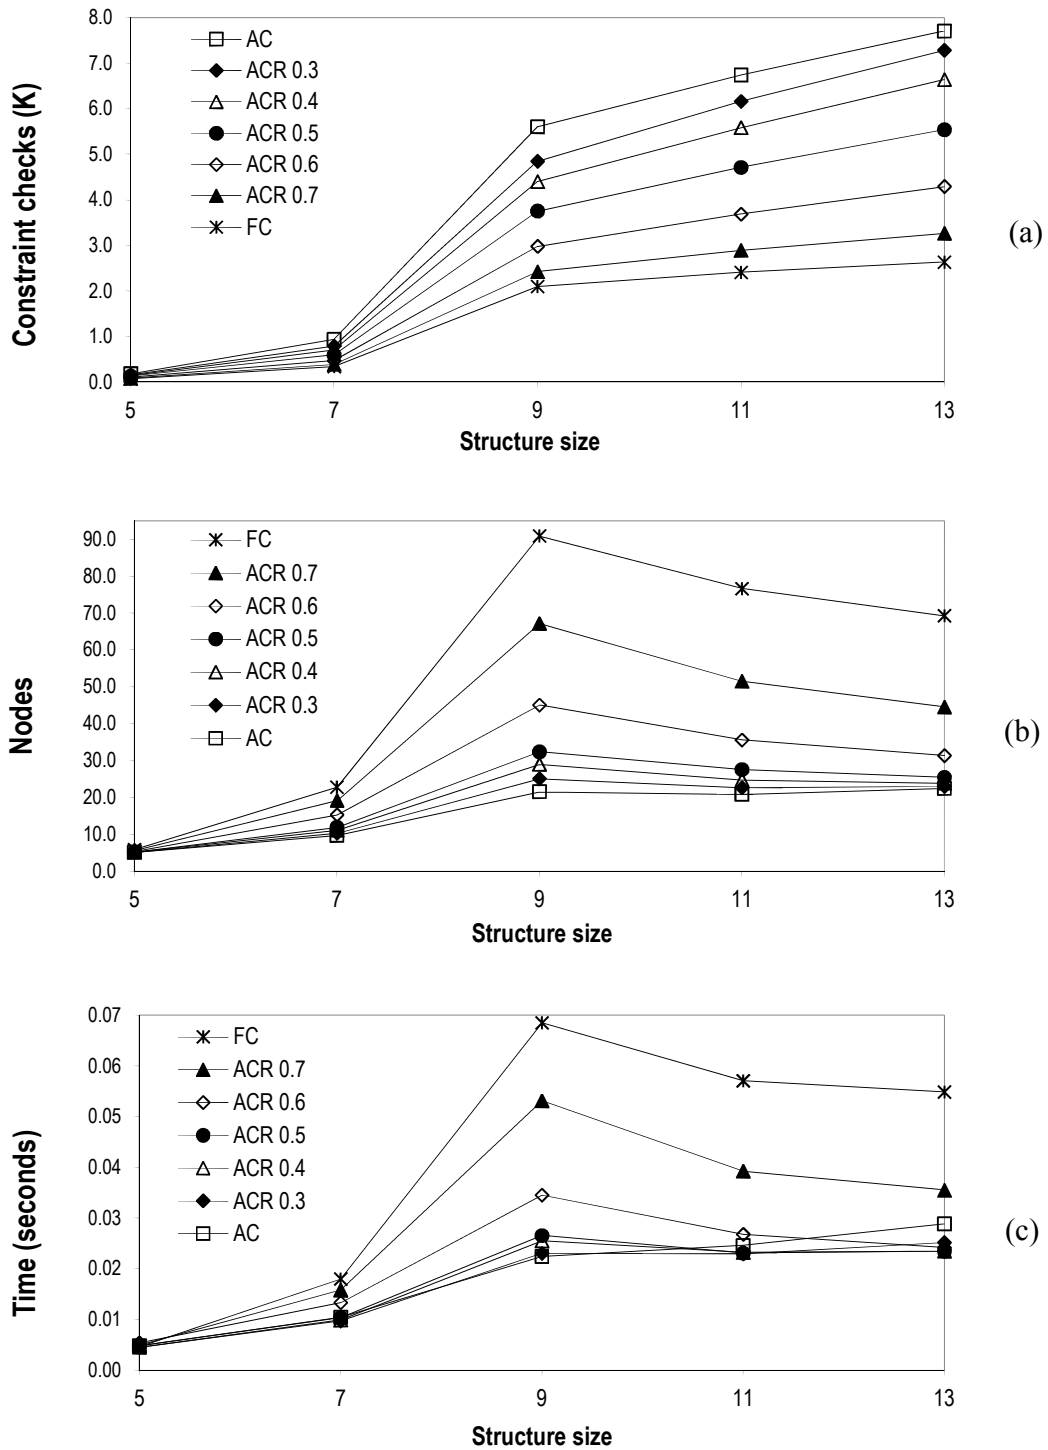 Constraint checks (K)
8.0
7.0
6.0
5.0
4.0
3.0
2.0
1.0
0.0
AC
ACR 0.3
ACR 0.4
ACR 0.5
ACR 0.6
ACR 0.7
FC
5 7 9 11 13
Structure size
(a)
Nodes
90.0
80.0
70.0
60.0
50.0
40.0
30.0
20.0
10.0
0.0
FC
ACR 0.7
ACR 0.6
ACR 0.5
ACR 0.4
ACR 0.3
AC
5 7 9 11 13
Structure size
(b)
Time (seconds)
0.07
0.06
0.05
0.04
0.03
0.02
0.01
0.00
FC
ACR 0.7
ACR 0.6
ACR 0.5
ACR 0.4
ACR 0.3
AC
5 7 9 11 13
Structure size
(c)